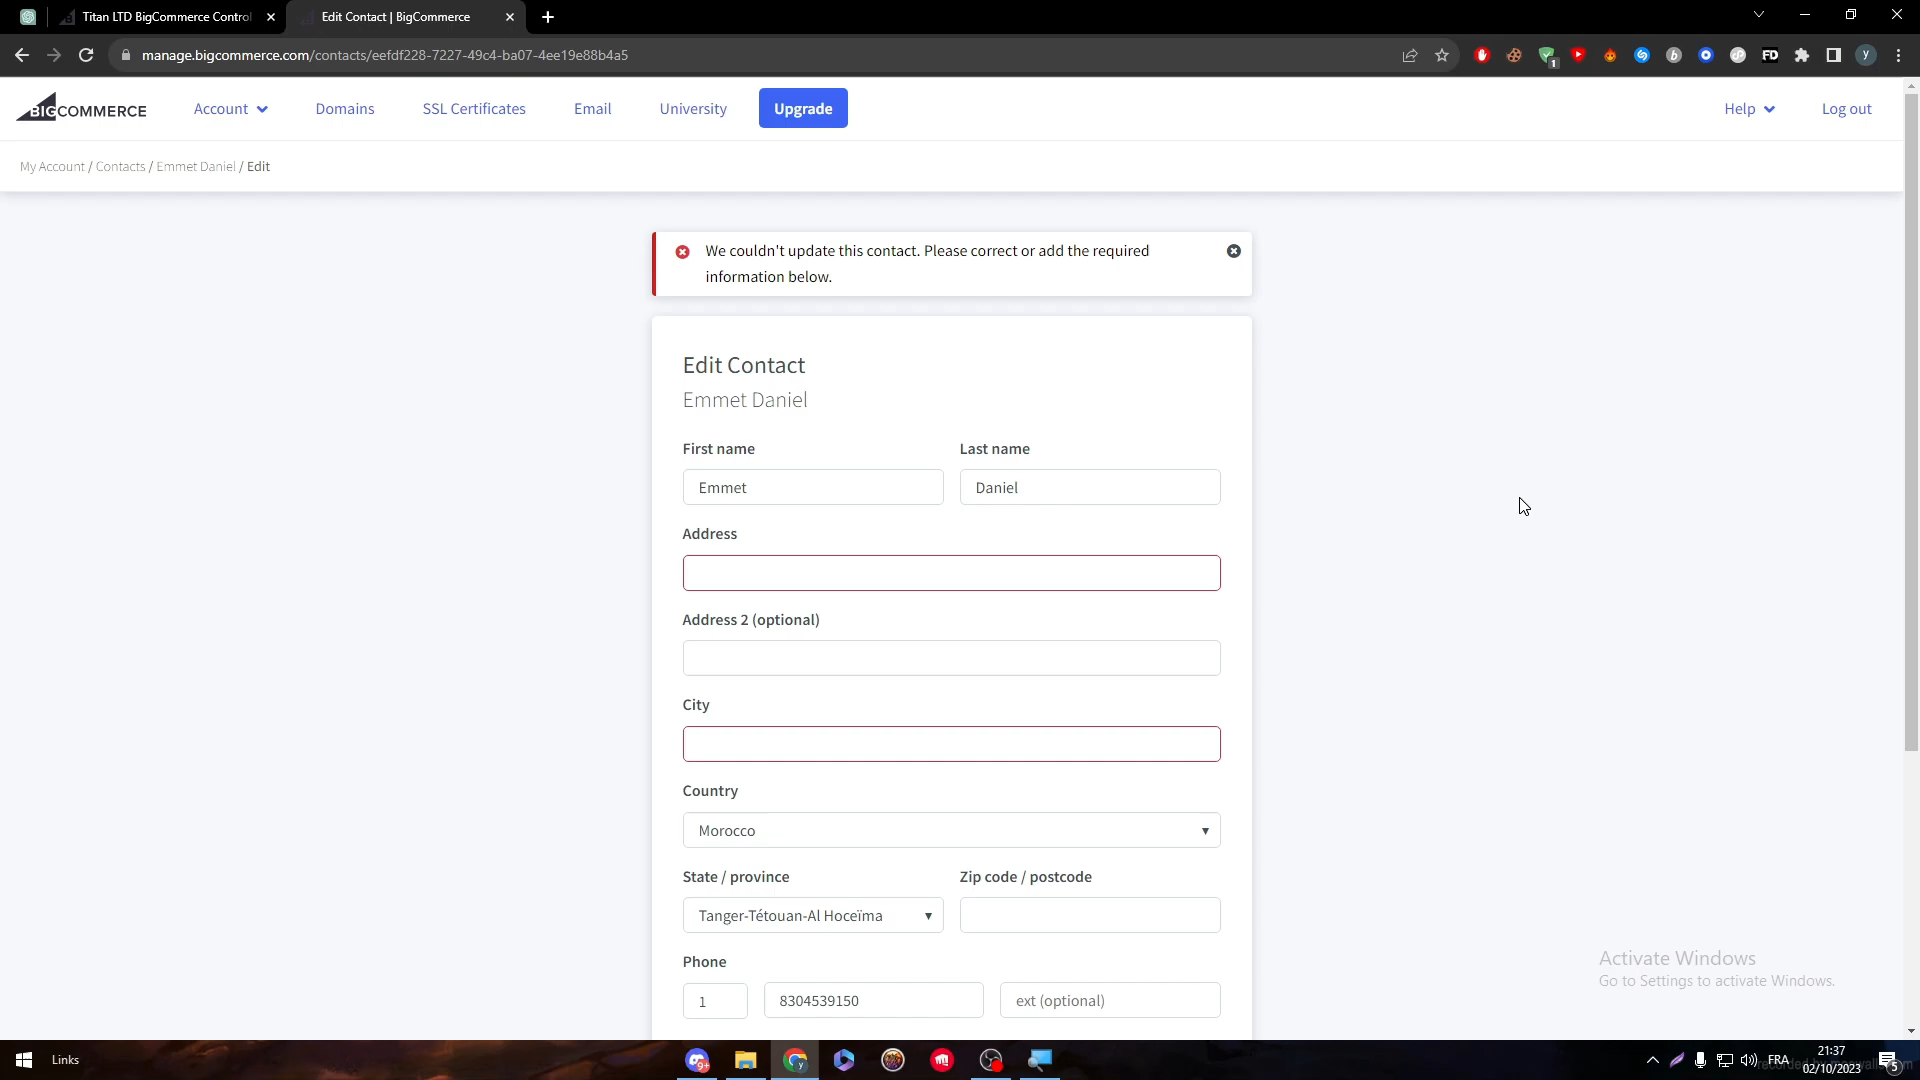 Titan LTD BigCommerce Control
Edit Contact | BigCommerce
manage.bigcommerce.com/contacts/eefdf228-7227-49c4-ba07-4ee19e88b4a5
1
b
FD
y
BIGCOMMERCE
Account
Domains
SSL Certificates
Email
University
Upgrade
Help
Log out
My Account / Contacts / Emmet Daniel / Edit
We couldn't update this contact. Please correct or add the required
information below.
Edit Contact
Emmet Daniel
First name
Last name
Emmet
Daniel
Address
Address 2 (optional)
City
Country
Morocco
State / province
Zip code / postcode
Tanger-Tétouan-Al Hoceïma
Phone
1
8304539150
ext (optional)
Activate Windows
Go to Settings to activate Windows.
Links
9+
y
FRA
21:37
02/10/2023
5